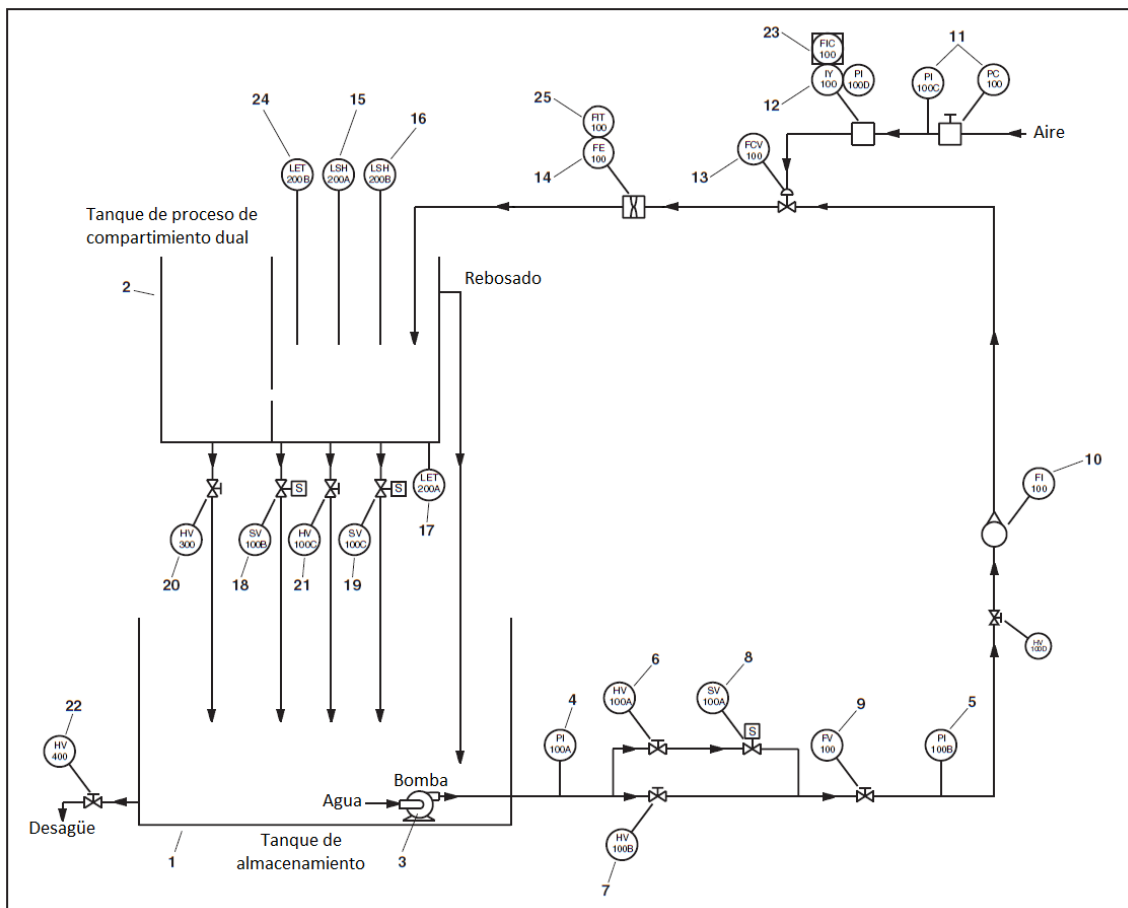 23
FIC
100
IY
100
PI
100D
12
11
PI
100C
PC
100
Aire
24
15
16
25
LET
200B
LSH
200A
LSH
200B
FIT
100
FE
100
14
FCV
100
13
Tanque de proceso de
compartimiento dual
2
Rebosado
LET
200A
17
HV
300
20
SV
100B
18
HV
100C
21
SV
100C
19
10
FI
100
HV
100D
22
HV
400
Desagüe
1
Agua
Bomba
3
Tanque de
almacenamiento
4
PI
100A
6
HV
100A
8
SV
100A
S
S
S
HV
100B
7
9
FV
100
5
PI
100B